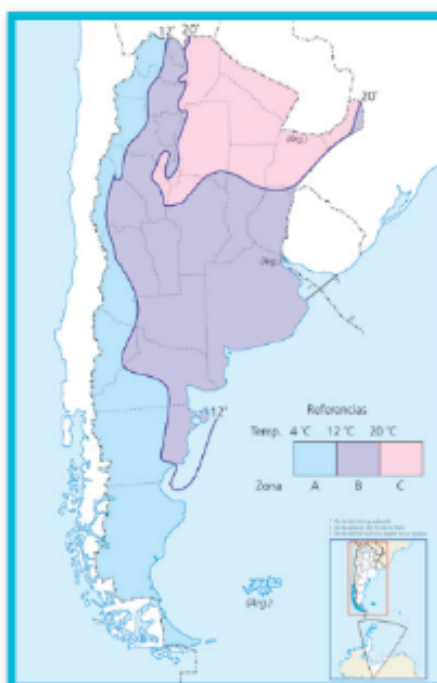 12° 20°
20°
(Arg.)
(Arg.)
12°
Referencias
Temp. 4 °C 12 °C 20 °C
Zona A B C
(Arg.)